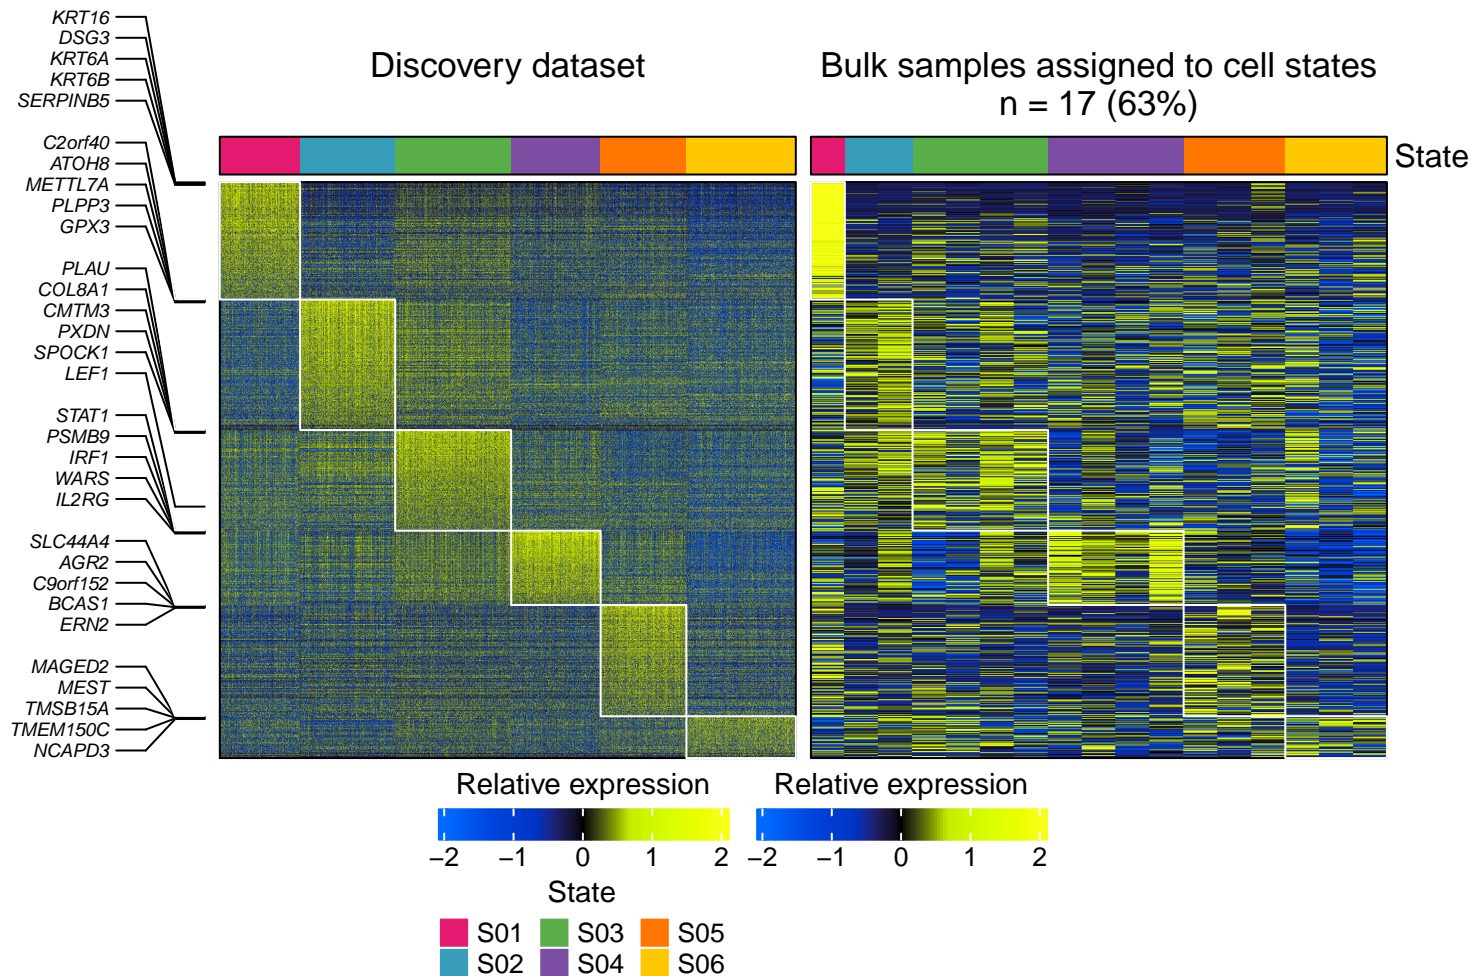 KRT16
DSG3
KRT6A
KRT6B
SERPINB5
C2orf40
ATOH8
METTL7A
PLPP3
GPX3
PLAU
COL8A1
CMTM3
PXDN
SPOCK1
LEF1
STAT1
PSMB9
IRF1
WARS
IL2RG
SLC44A4
AGR2
C9orf152
BCAS1
ERN2
MAGED2
MEST
TMSB15A
TMEM150C
NCAPD3
Discovery dataset
Bulk samples assigned to cell states
n = 17 (63%)
State
Relative expression
−2 −1 0 1 2
Relative expression
−2 −1 0 1 2
State
S01 S03 S05
S02 S04 S06